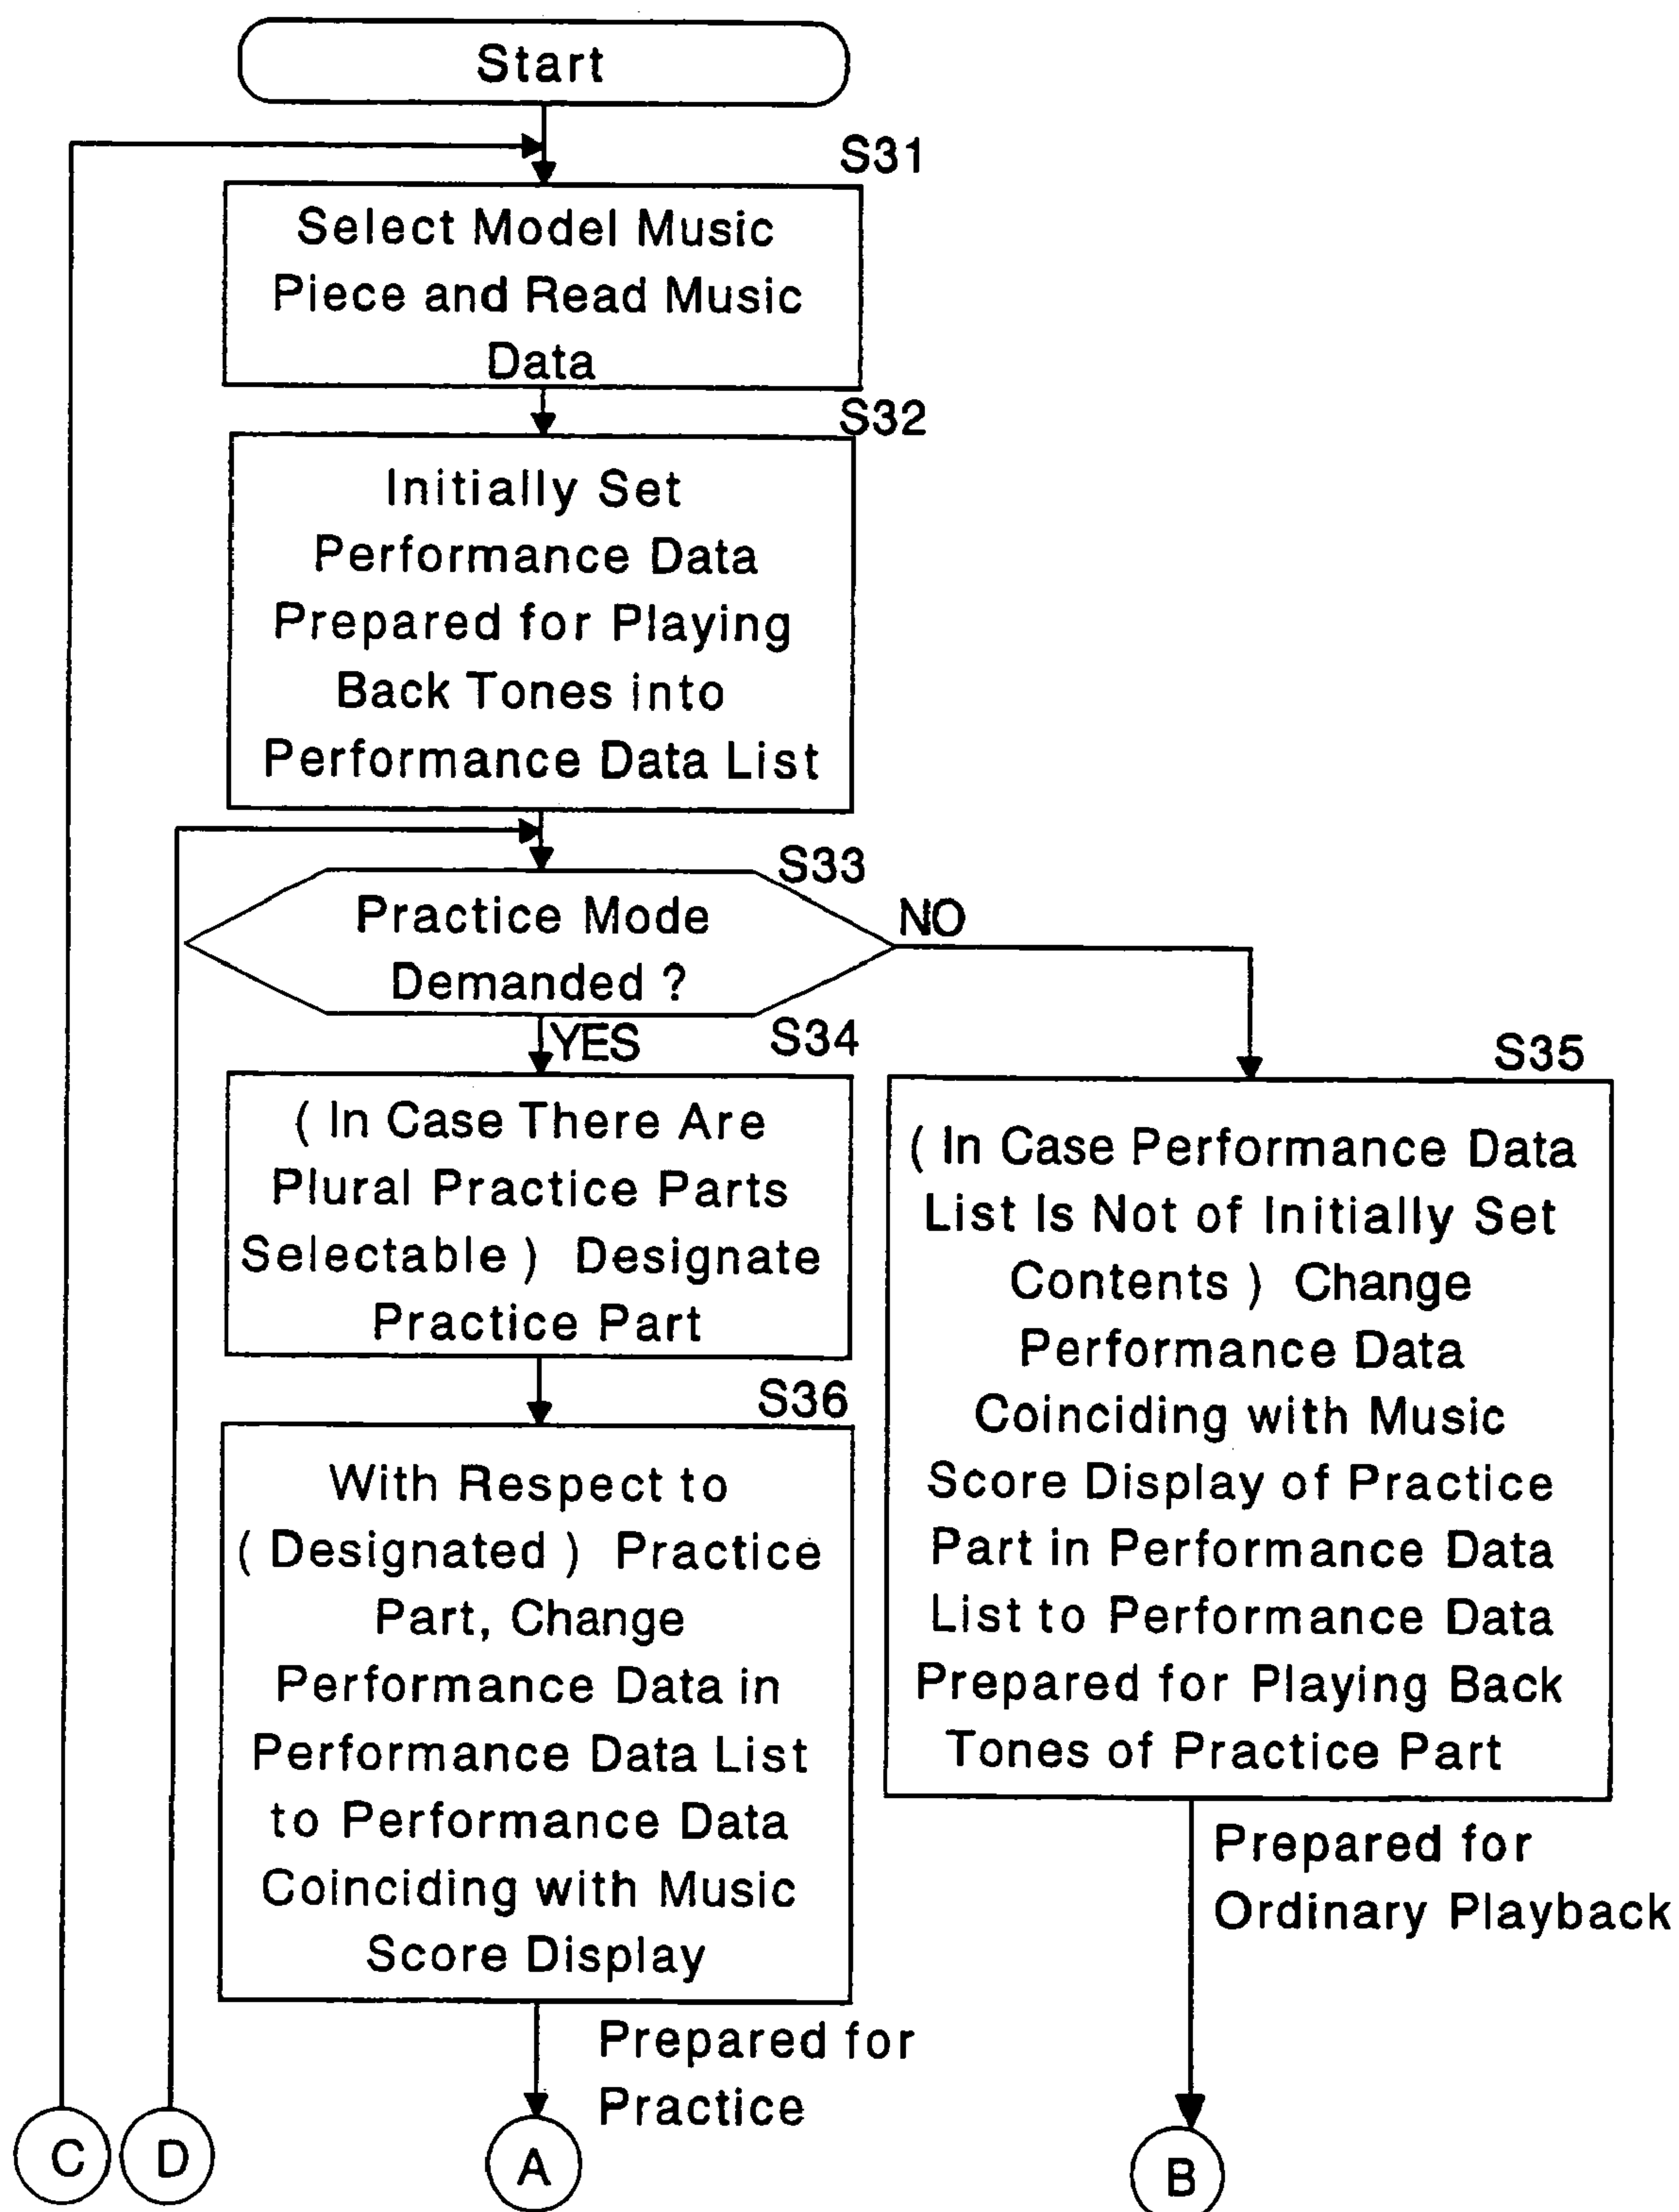 Start
S31
Select Model Music
Piece and Read Music
Data
S32
Initially Set
Performance Data
Prepared for Playing
Back Tones into
Performance Data List
S33
Practice Mode
Demanded ?
NO
YES
S34
( In Case There Are
Plural Practice Parts
Selectable ) Designate
Practice Part
S35
( In Case Performance Data
List Is Not of Initially Set
Contents ) Change
Performance Data
Coinciding with Music
Score Display of Practice
Part in Performance Data
List to Performance Data
Prepared for Playing Back
Tones of Practice Part
S36
With Respect to
( Designated ) Practice
Part, Change
Performance Data in
Performance Data List
to Performance Data
Coinciding with Music
Score Display
Prepared for
Ordinary Playback
Prepared for
Practice
C
D
A
B